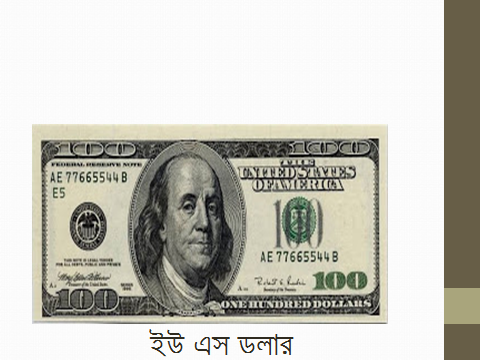 100 100
FEDERAL RESERVE NOTE
THE
UNITED STATES
OF AMERICA
AE 77665544 B
E5
100
THIS NOTE IS LEGAL TENDER
FOR ALL DEBTS, PUBLIC AND PRIVATE
AE 77665544 B
100
100
ONE HUNDRED DOLLARS
ইউ এস ডলার